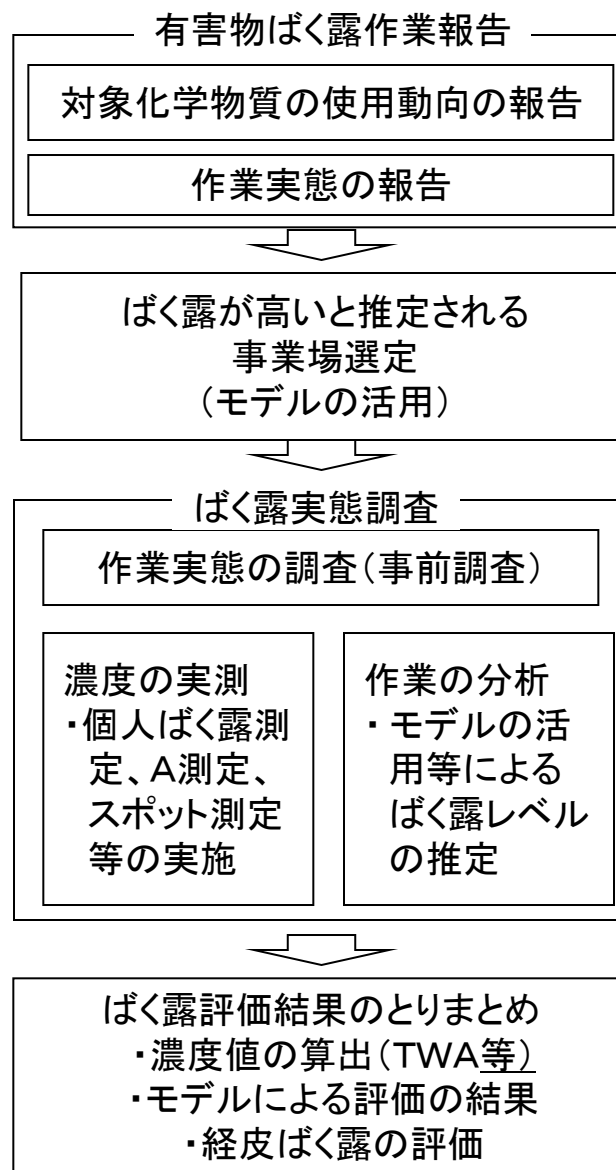 有害物ばく露作業報告
対象化学物質の使用動向の報告
作業実態の報告
ばく露が高いと推定される
事業場選定
（モデルの活用）
ばく露実態調査
作業実態の調査（事前調査）
濃度の実測
・個人ばく露測
定、A測定、
スポット測定
等の実施
作業の分析
・モデルの活
用等による
ばく露レベル
の推定
ばく露評価結果のとりまとめ
・濃度値の算出（TWA等）
・モデルによる評価の結果
・経皮ばく露の評価